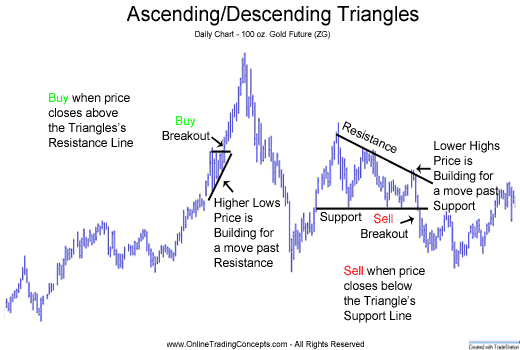 Ascending/Descending Triangles
Daily Chart - 100 oz. Gold Future (ZG)
Buy when price
closes above
the Triangles's
Resistance Line
Buy
Breakout
Higher Lows
Price is
Building for
a move past
Resistance
Resistance
Lower Highs
Price is
Building for
a move past
Support
Support
Sell
Breakout
Sell when price
closes below
the Triangle's
Support Line
www.OnlineTradingConcepts.com - All Rights Reserved
Created with TradeStation